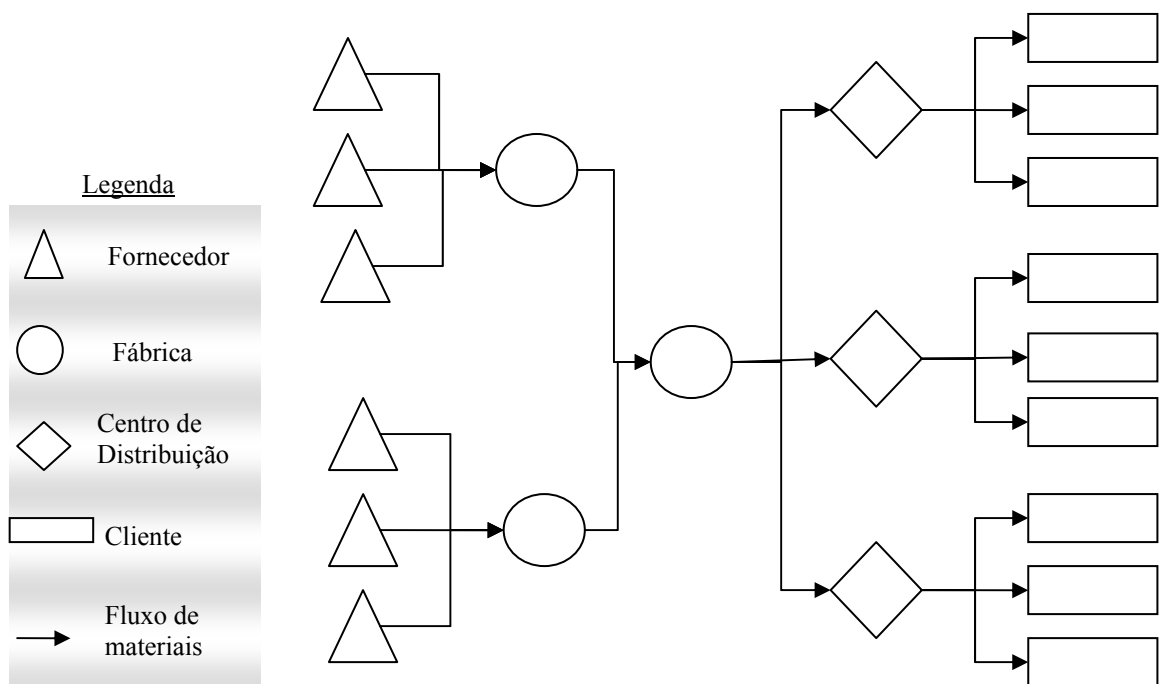 Legenda
Fornecedor
Fábrica
Centro de
Distribuição
Cliente
Fluxo de
materiais